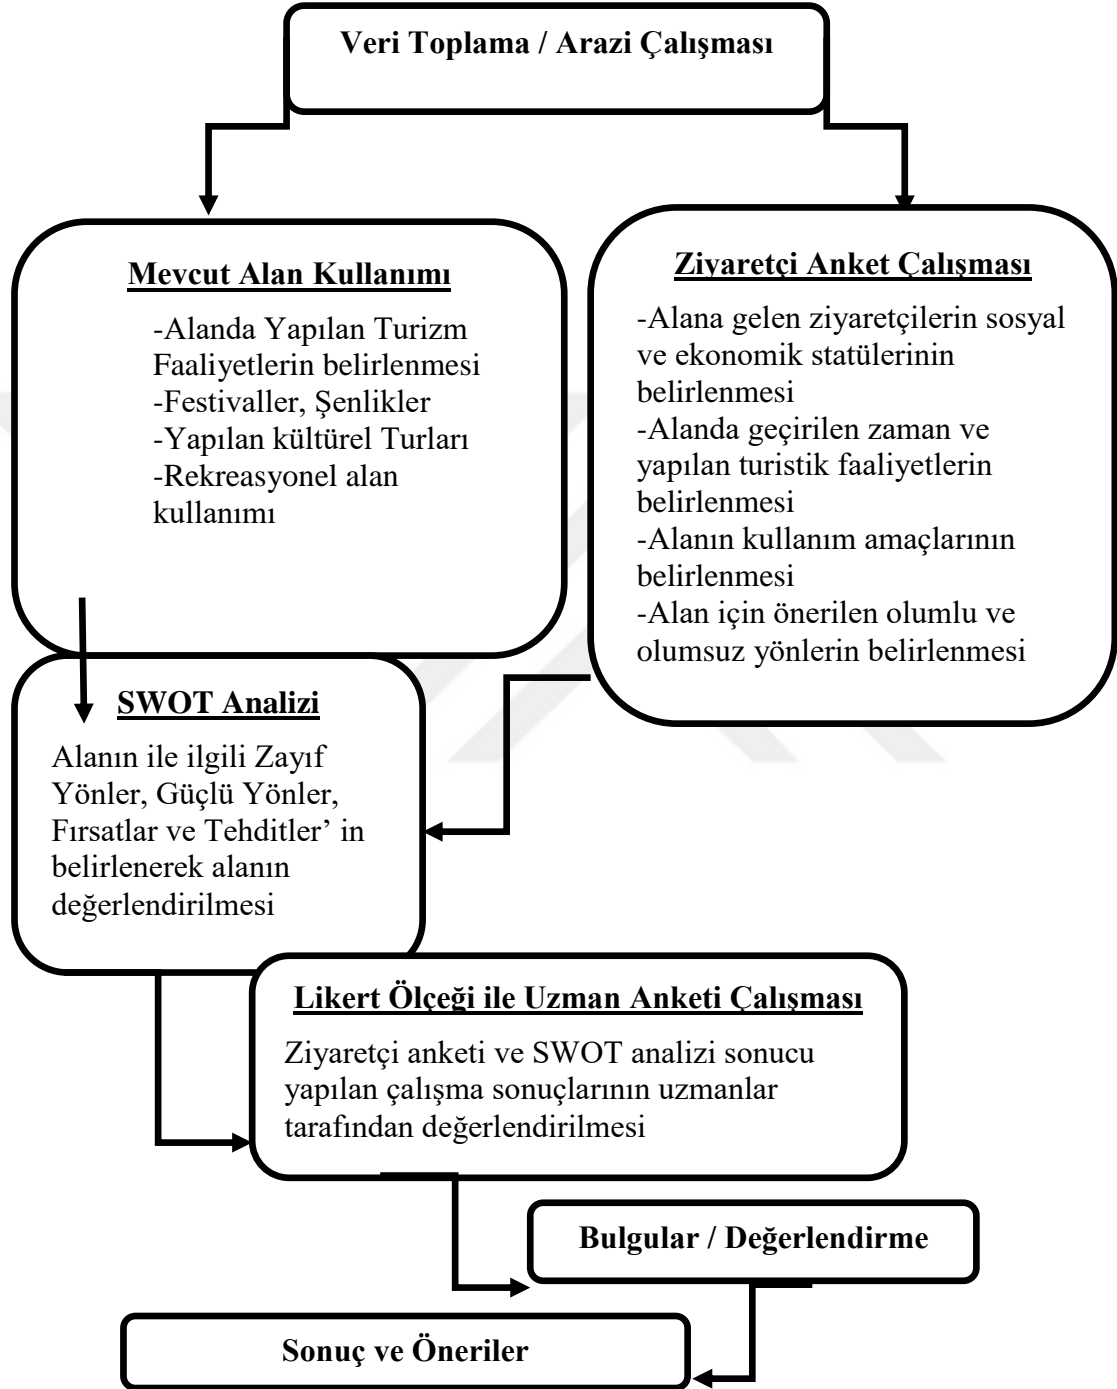 Veri Toplama / Arazi Çalışması
Mevcut Alan Kullanımı
-Alanda Yapılan Turizm
Faaliyetlerin belirlenmesi
-Festivaller, Şenlikler
-Yapılan kültürel Turları
-Rekreasyonel alan
kullanımı
Ziyaretçi Anket Çalışması
-Alana gelen ziyaretçilerin sosyal
ve ekonomik statülerinin
belirlenmesi
-Alanda geçirilen zaman ve
yapılan turistik faaliyetlerin
belirlenmesi
-Alanın kullanım amaçlarının
belirlenmesi
-Alan için önerilen olumlu ve
olumsuz yönlerin belirlenmesi
SWOT Analizi
Alanın ile ilgili Zayıf
Yönler, Güçlü Yönler,
Fırsatlar ve Tehditler’ in
belirlenerek alanın
değerlendirilmesi
Likert Ölçeği ile Uzman Anketi Çalışması
Ziyaretçi anketi ve SWOT analizi sonucu
yapılan çalışma sonuçlarının uzmanlar
tarafından değerlendirilmesi
Bulgular / Değerlendirme
Sonuç ve Öneriler